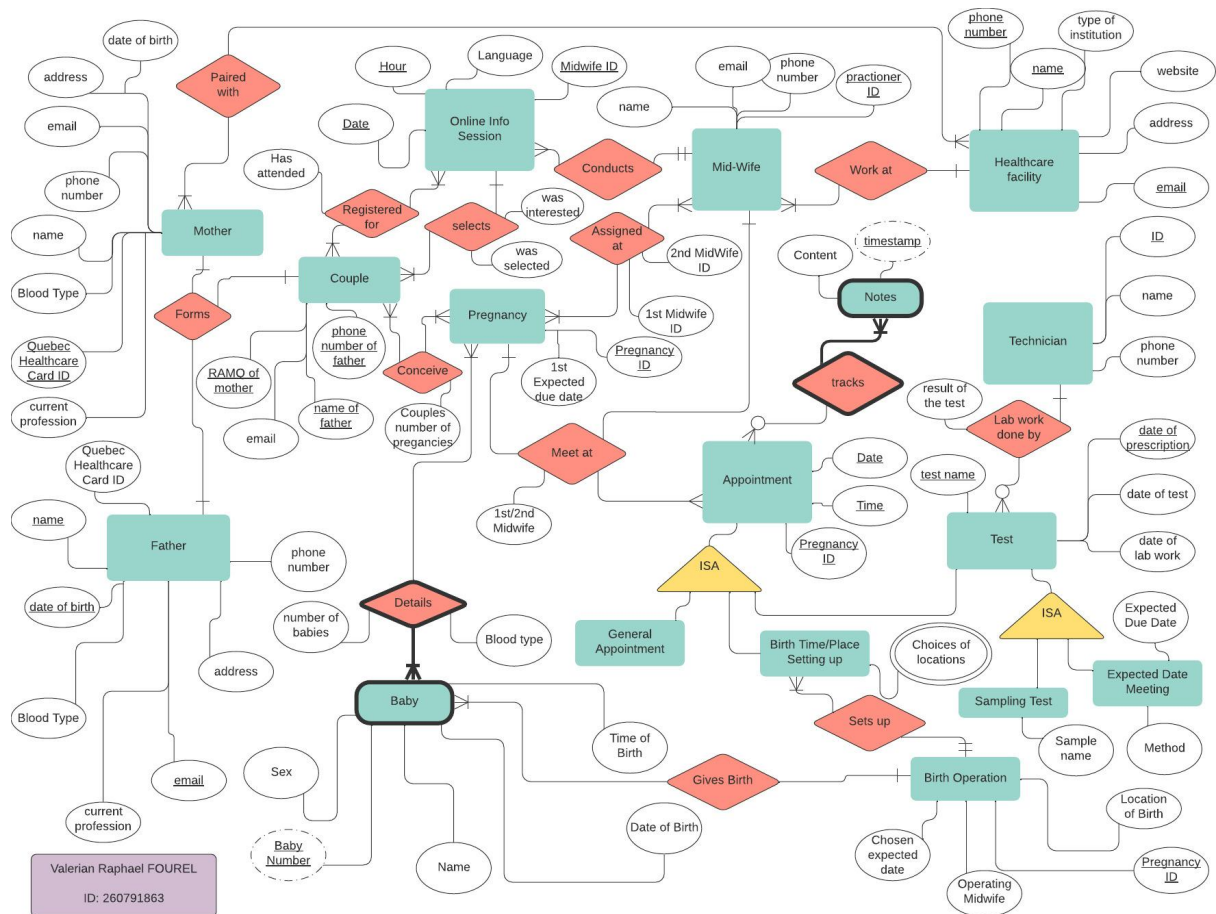 date of birth
address
email
phone
number
name
Blood Type
Quebec
Healthcare
Card ID
current
profession
Mother
Paired
with
Forms
Has
attended
Hour
Language
Midwife ID
Date
Online Info
Session
Registered
for
Conducts
selects
was
interested
was
selected
Couple
RAMO of
mother
email
name of
father
phone
number of
father
Conceive
Couples
number of
pregancies
Pregnancy
1st
Expected
due date
Pregnancy
ID
Assigned
at
2nd MidWife
ID
1st Midwife
ID
name
email
phone
number
practioner
ID
Mid-Wife
Work at
phone
number
name
type of
institution
website
address
email
Healthcare
facility
Content
timestamp
Notes
tracks
ID
name
phone
number
Technician
result of
the test
Lab work
done by
test name
date of
prescription
date of test
date of
lab work
Test
Meet at
1st/2nd
Midwife
Appointment
Date
Time
Pregnancy
ID
ISA
General
Appointment
Birth Time/Place
Setting up
Choices of
locations
Sets up
ISA
Sampling Test
Sample
name
Expected
Due Date
Expected Date
Meeting
Method
Quebec
Healthcare
Card ID
name
Father
phone
number
date of birth
address
Blood Type
current
profession
email
Details
number of
babies
Blood type
Baby
Time of
Birth
Sex
Baby
Number
Name
Date of Birth
Gives Birth
Birth Operation
Location
of Birth
Chosen
expected
date
Operating
Midwife
Pregnancy
ID
Valerian Raphael FOUREL
ID: 260791863